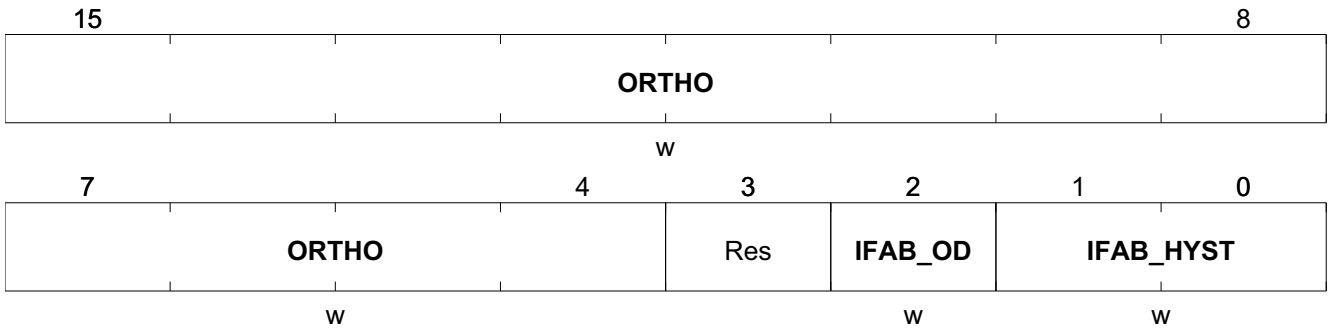 15 8
ORTHO
w
7 4 3 2 1 0
ORTHO Res IFAB_OD IFAB_HYST
w w w